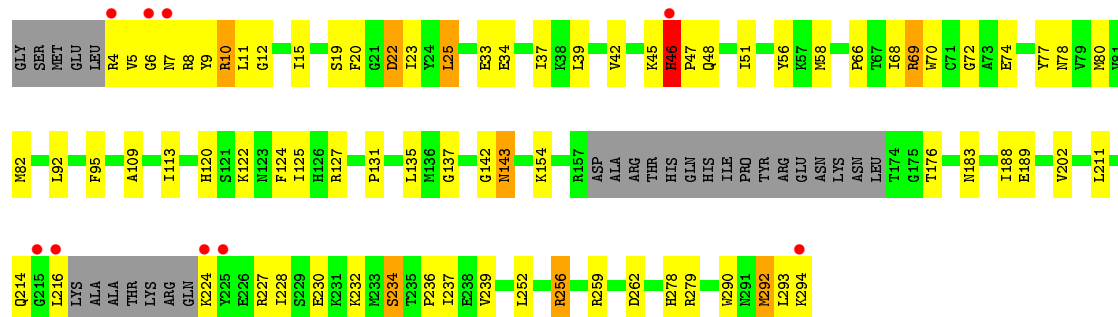 GLY SER MET GLU LEU R4 V5 G6 N7 R8 Y9 R10 L11 G12 I15 S19 F20 G21 D22 I23 Y24 L25 E33 E34 I37 K38 L39 V42 K45 H46 P47 Q48 I51 Y56 K57 M58 P66 T67 I68 R69 W70 C71 G72 A73 E74 Y77 N78 V79 M80 V81
M82 L92 F95 A109 I113 H120 S121 K122 N123 F124 I125 H126 R127 P131 L135 M136 G137 G142 N143 K154 R157 ASP ALA ARG THR HIS GLN HIS ILE PRO TYR ARG GLU ASN LYS ASN LEU T174 G175 T176 N183 I188 E189 V202 L211
Q214 G215 L216 LYS ALA ALA THR LYS ARG GLN K224 Y225 E226 R227 I228 S229 E230 K231 K232 M233 S234 T235 P236 I237 E238 V239 L252 R256 R259 D262 H278 R279 W290 N291 M292 L293 K294